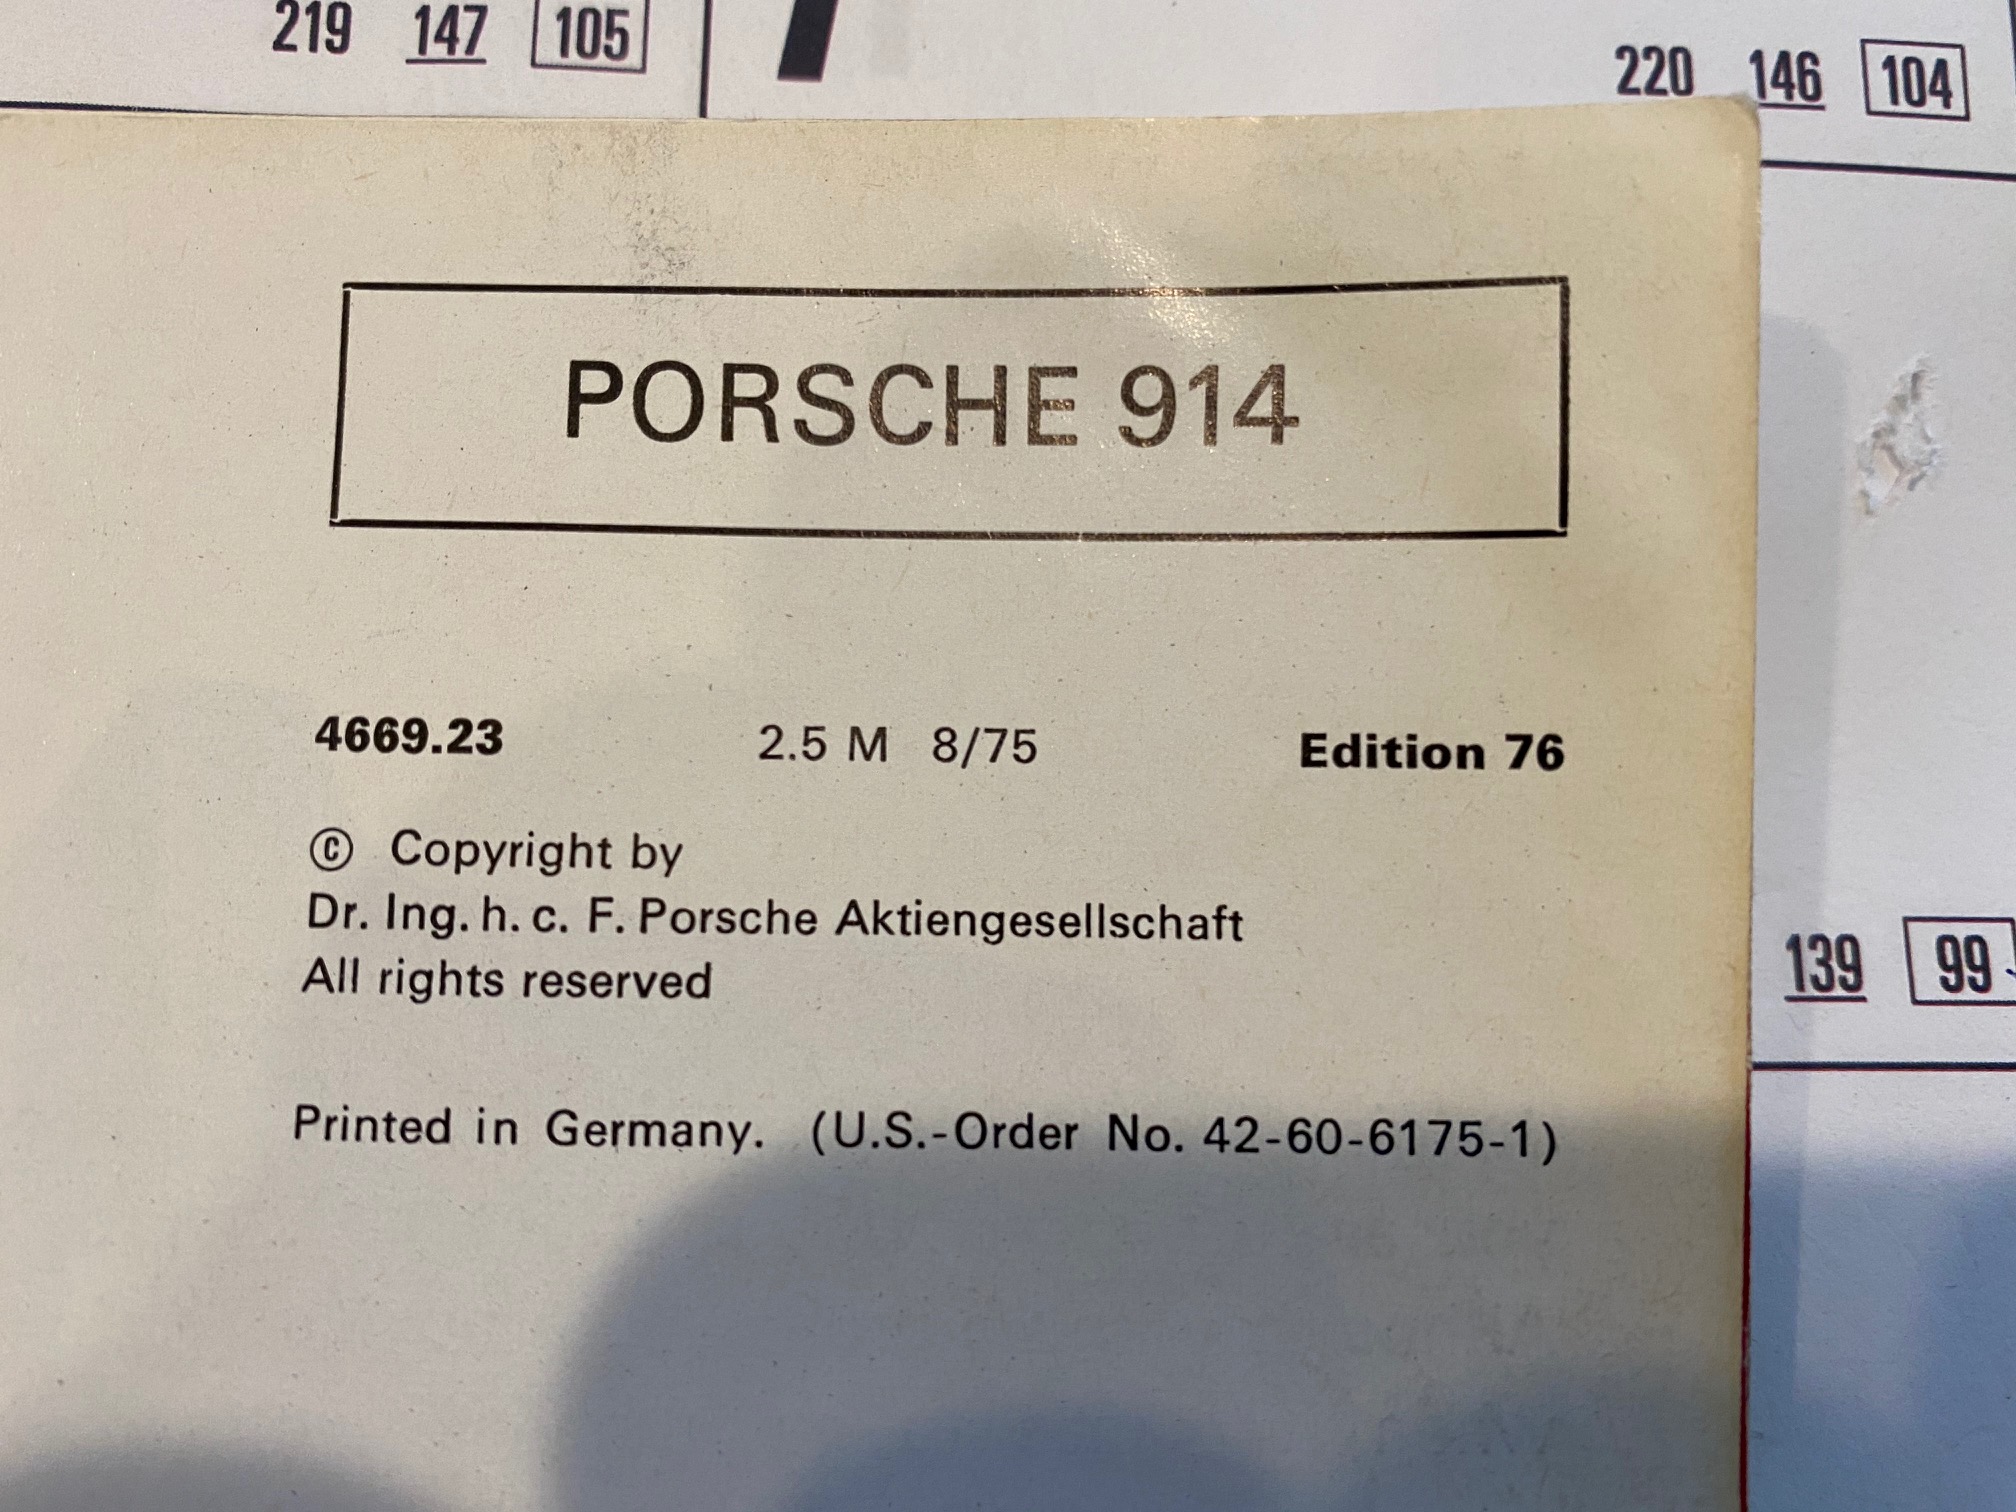 219 147 105
220 146 104
PORSCHE 914
4669.23 2.5 M 8/75 Edition 76
© Copyright by
Dr. Ing. h. c. F. Porsche Aktiengesellschaft
All rights reserved
139 99
Printed in Germany. (U.S.-Order No. 42-60-6175-1)